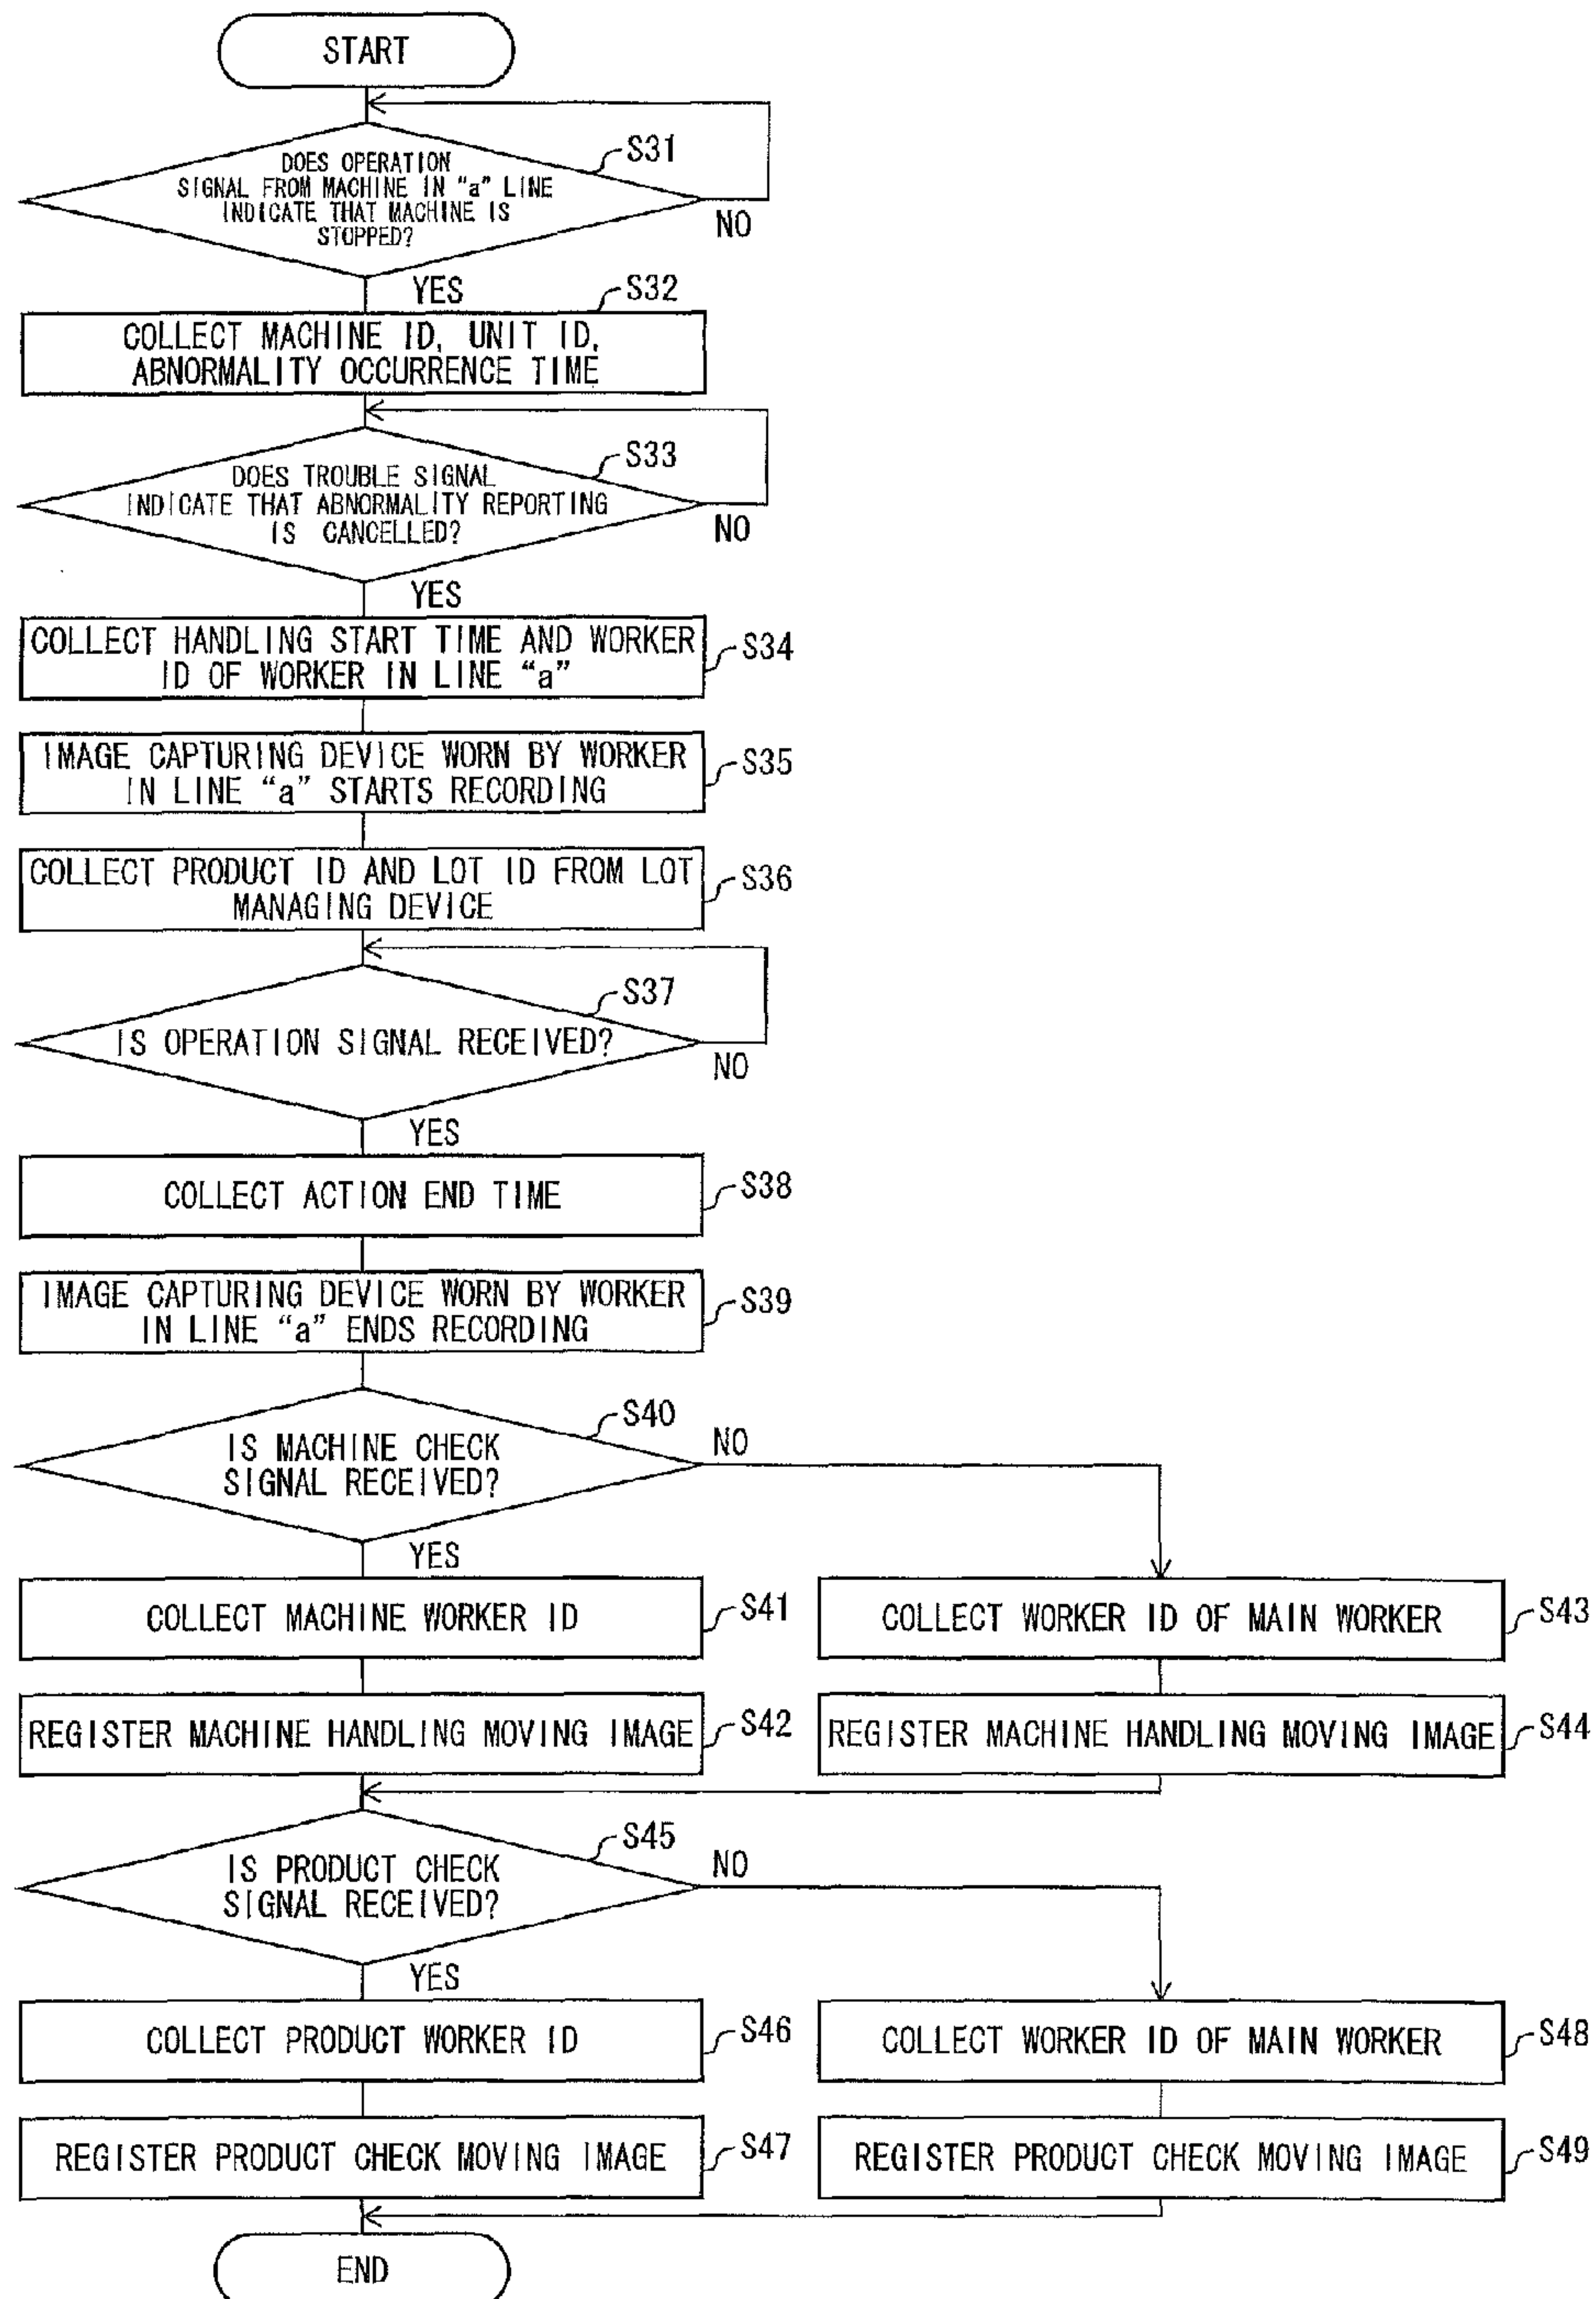 START
DOES OPERATION
SIGNAL FROM MACHINE IN “a” LINE
INDICATE THAT MACHINE IS
STOPPED?
S31
NO
YES
S32
COLLECT MACHINE ID, UNIT ID,
ABNORMALITY OCCURRENCE TIME
DOES TROUBLE SIGNAL
INDICATE THAT ABNORMALITY REPORTING
IS CANCELLED?
S33
NO
YES
COLLECT HANDLING START TIME AND WORKER
ID OF WORKER IN LINE “a”
S34
IMAGE CAPTURING DEVICE WORN BY WORKER
IN LINE “a” STARTS RECORDING
S35
COLLECT PRODUCT ID AND LOT ID FROM LOT
MANAGING DEVICE
S36
IS OPERATION SIGNAL RECEIVED?
S37
NO
YES
COLLECT ACTION END TIME
S38
IMAGE CAPTURING DEVICE WORN BY WORKER
IN LINE “a” ENDS RECORDING
S39
IS MACHINE CHECK
SIGNAL RECEIVED?
S40
NO
YES
COLLECT MACHINE WORKER ID
S41
COLLECT WORKER ID OF MAIN WORKER
S43
REGISTER MACHINE HANDLING MOVING IMAGE
S42
REGISTER MACHINE HANDLING MOVING IMAGE
S44
IS PRODUCT CHECK
SIGNAL RECEIVED?
S45
NO
YES
COLLECT PRODUCT WORKER ID
S46
COLLECT WORKER ID OF MAIN WORKER
S48
REGISTER PRODUCT CHECK MOVING IMAGE
S47
REGISTER PRODUCT CHECK MOVING IMAGE
S49
END